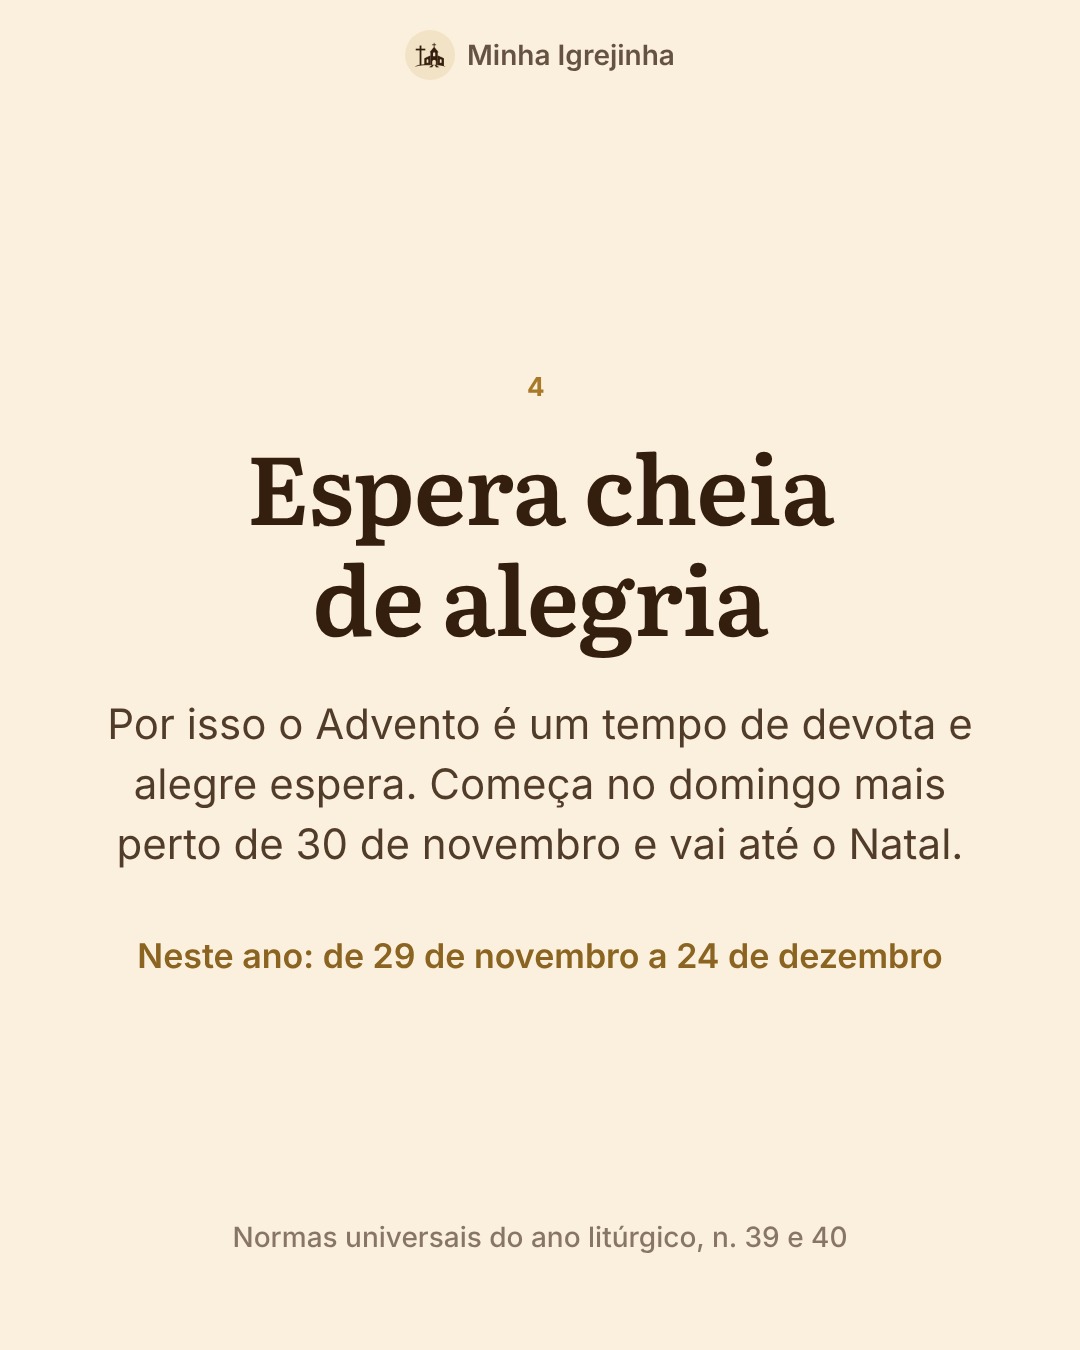 Minha Igrejinha
4
Espera cheia
de alegria
Por isso o Advento é um tempo de devota e
alegre espera. Começa no domingo mais
perto de 30 de novembro e vai até o Natal.
Neste ano: de 29 de novembro a 24 de dezembro
Normas universais do ano litúrgico, n. 39 e 40